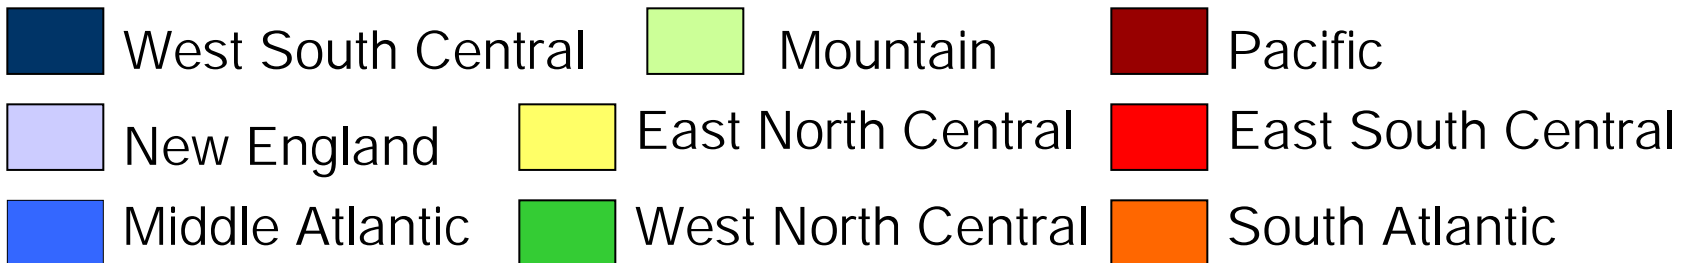 West South Central Mountain Pacific
New England East North Central East South Central
Middle Atlantic West North Central South Atlantic